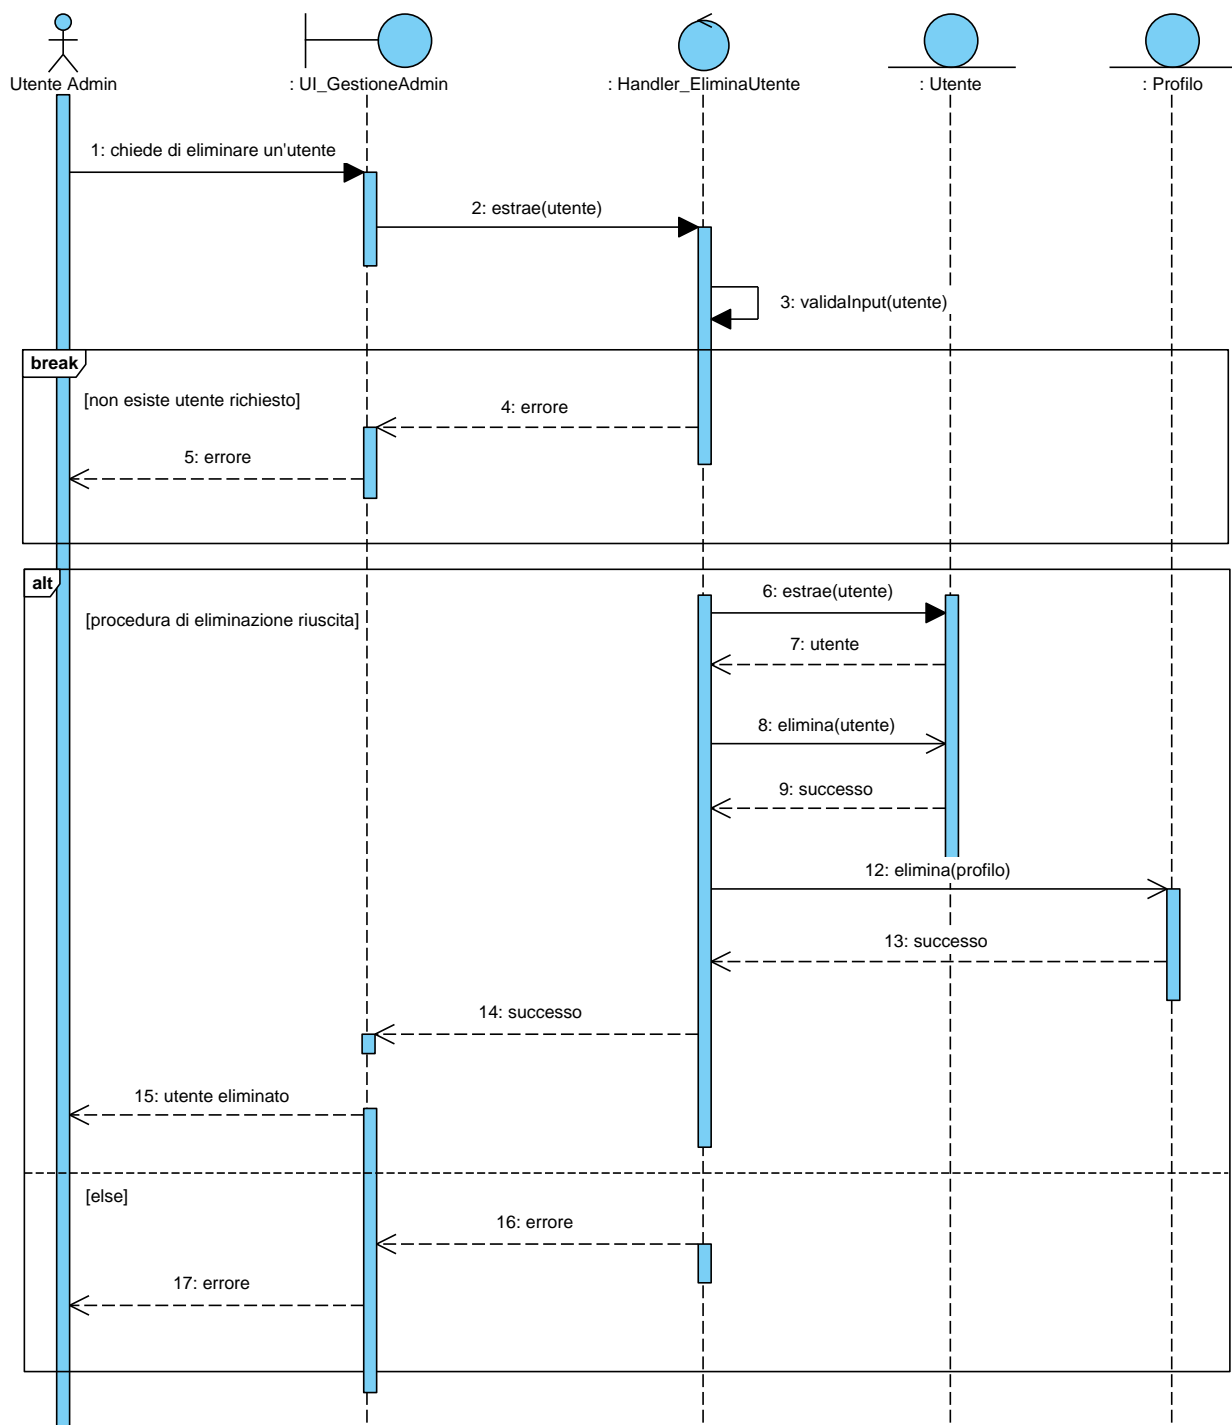 Utente Admin
: UI_GestioneAdmin
: Handler_EliminaUtente
: Utente
: Profilo
1: chiede di eliminare un'utente
2: estrae(utente)
3: validaInput(utente)
break
[non esiste utente richiesto]
4: errore
5: errore
alt
[procedura di eliminazione riuscita]
6: estrae(utente)
7: utente
8: elimina(utente)
9: successo
12: elimina(profilo)
13: successo
14: successo
15: utente eliminato
[else]
16: errore
17: errore